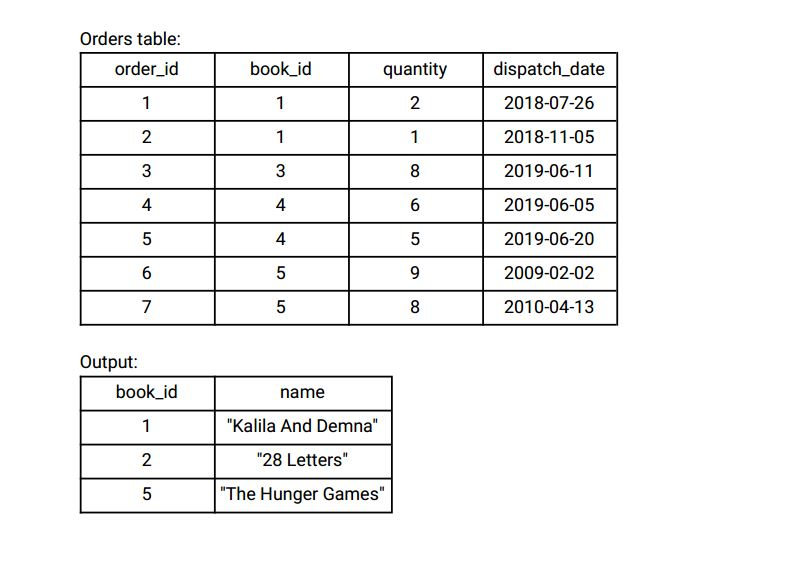 Orders table:
order_id book_id quantity dispatch_date
1 1 2 2018-07-26
2 1 1 2018-11-05
3 3 8 2019-06-11
4 4 6 2019-06-05
5 4 5 2019-06-20
6 5 9 2009-02-02
7 5 8 2010-04-13
Output:
book_id name
1 "Kalila And Demna"
2 "28 Letters"
5 "The Hunger Games"